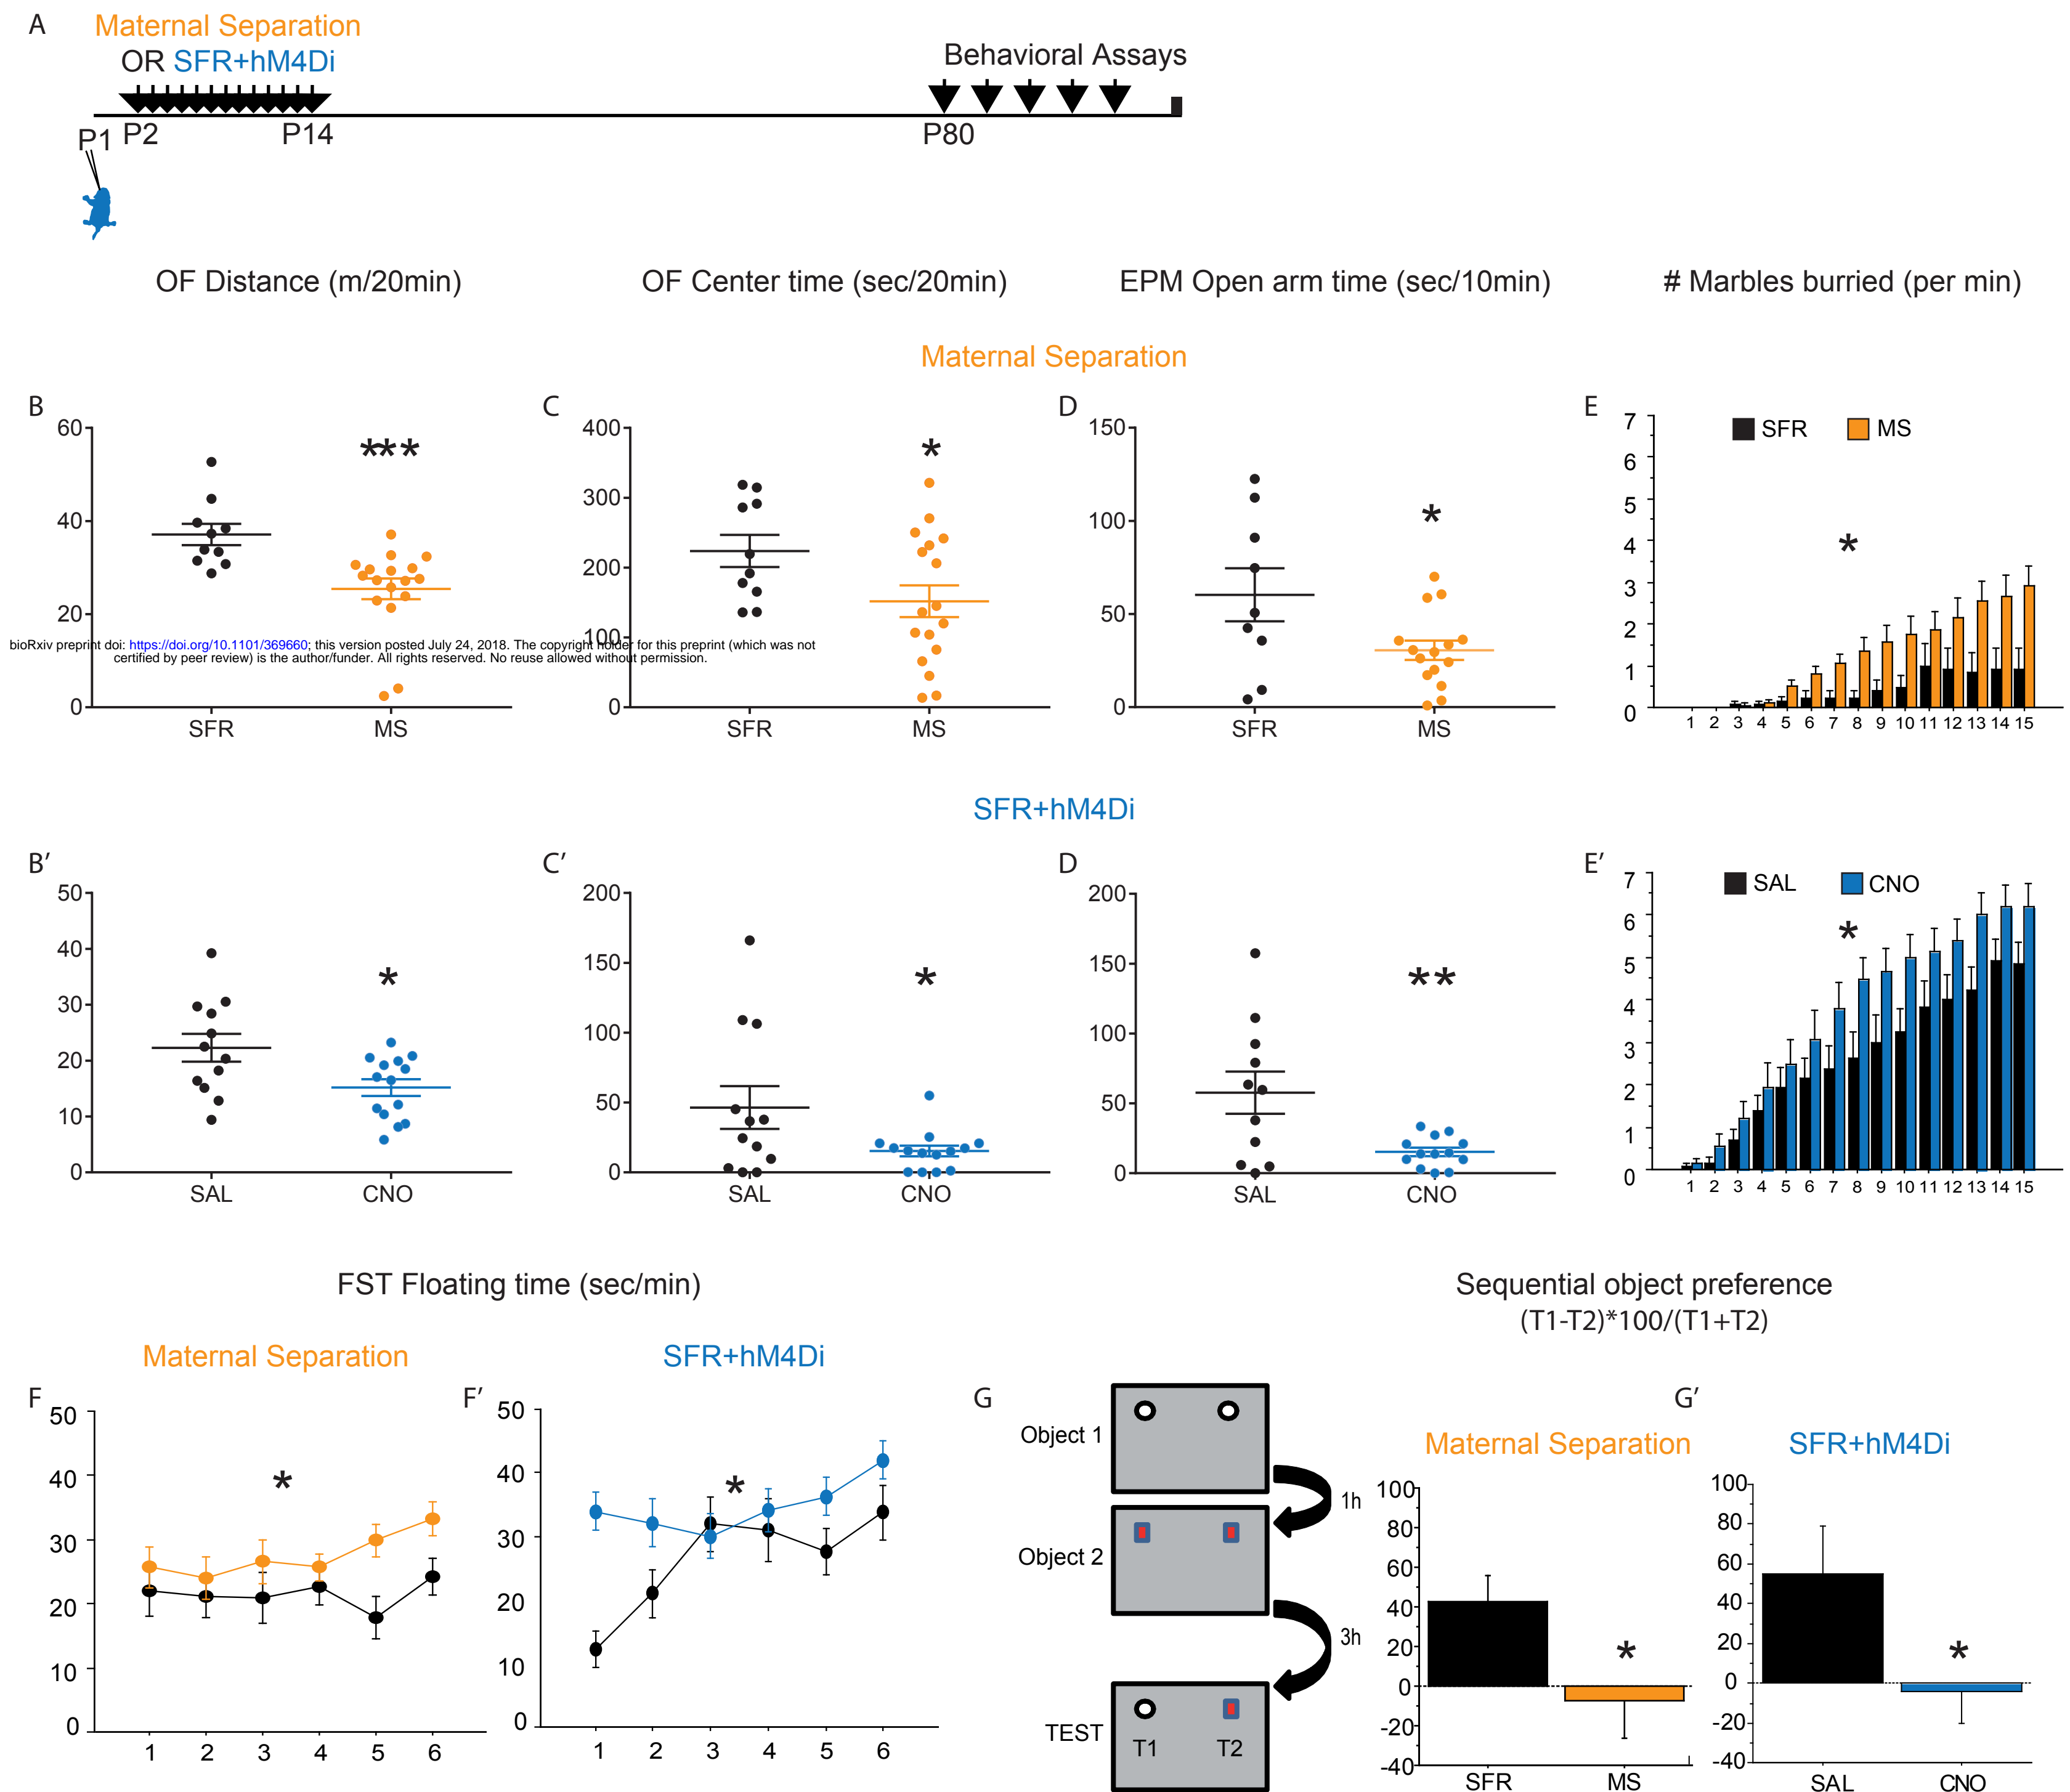 A
Maternal Separation
OR SFR+hM4Di
Behavioral Assays
P1 P2 P14 P80
OF Distance (m/20min) OF Center time (sec/20min) EPM Open arm time (sec/10min) # Marbles burried (per min)
Maternal Separation
B
60
40
20
0
***
SFR MS
C
400
300
200
100
0
*
SFR MS
D
150
100
50
0
*
SFR MS
E
7
6
5
4
3
2
1
0
SFR MS
*
1 2 3 4 5 6 7 8 9 10 11 12 13 14 15
bioRxiv preprint doi: https://doi.org/10.1101/369660; this version posted July 24, 2018. The copyright holder for this preprint (which was not
certified by peer review) is the author/funder. All rights reserved. No reuse allowed without permission.
SFR+hM4Di
B′
50
40
30
20
10
0
*
SAL CNO
C′
200
150
100
50
0
*
SAL CNO
D
200
150
100
50
0
**
SAL CNO
E′
7
6
5
4
3
2
1
0
SAL CNO
*
1 2 3 4 5 6 7 8 9 10 11 12 13 14 15
FST Floating time (sec/min)
Maternal Separation SFR+hM4Di
F
50
40
30
20
10
0
*
1 2 3 4 5 6
F′
50
40
30
20
10
0
*
1 2 3 4 5 6
Sequential object preference
(T1-T2)*100/(T1+T2)
G
Object 1
1h
Object 2
3h
TEST
T1 T2
Maternal Separation
100
80
60
40
20
0
-20
-40
*
SFR MS
G′
SFR+hM4Di
100
80
60
40
20
0
-20
-40
*
SAL CNO